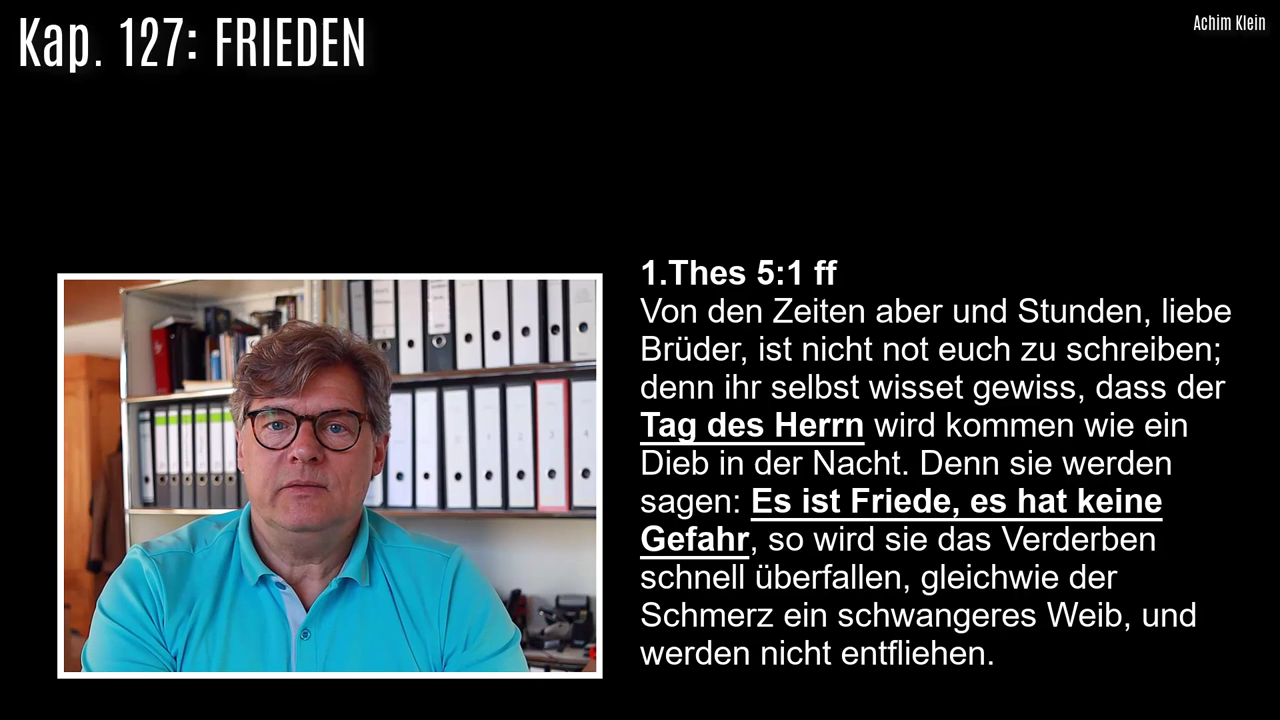 Kap. 127: FRIEDEN
Achim Klein
1.Thes 5:1 ff
Von den Zeiten aber und Stunden, liebe
Brüder, ist nicht not euch zu schreiben;
denn ihr selbst wisset gewiss, dass der
Tag des Herrn wird kommen wie ein
Dieb in der Nacht. Denn sie werden
sagen: Es ist Friede, es hat keine
Gefahr, so wird sie das Verderben
schnell überfallen, gleichwie der
Schmerz ein schwangeres Weib, und
werden nicht entfliehen.